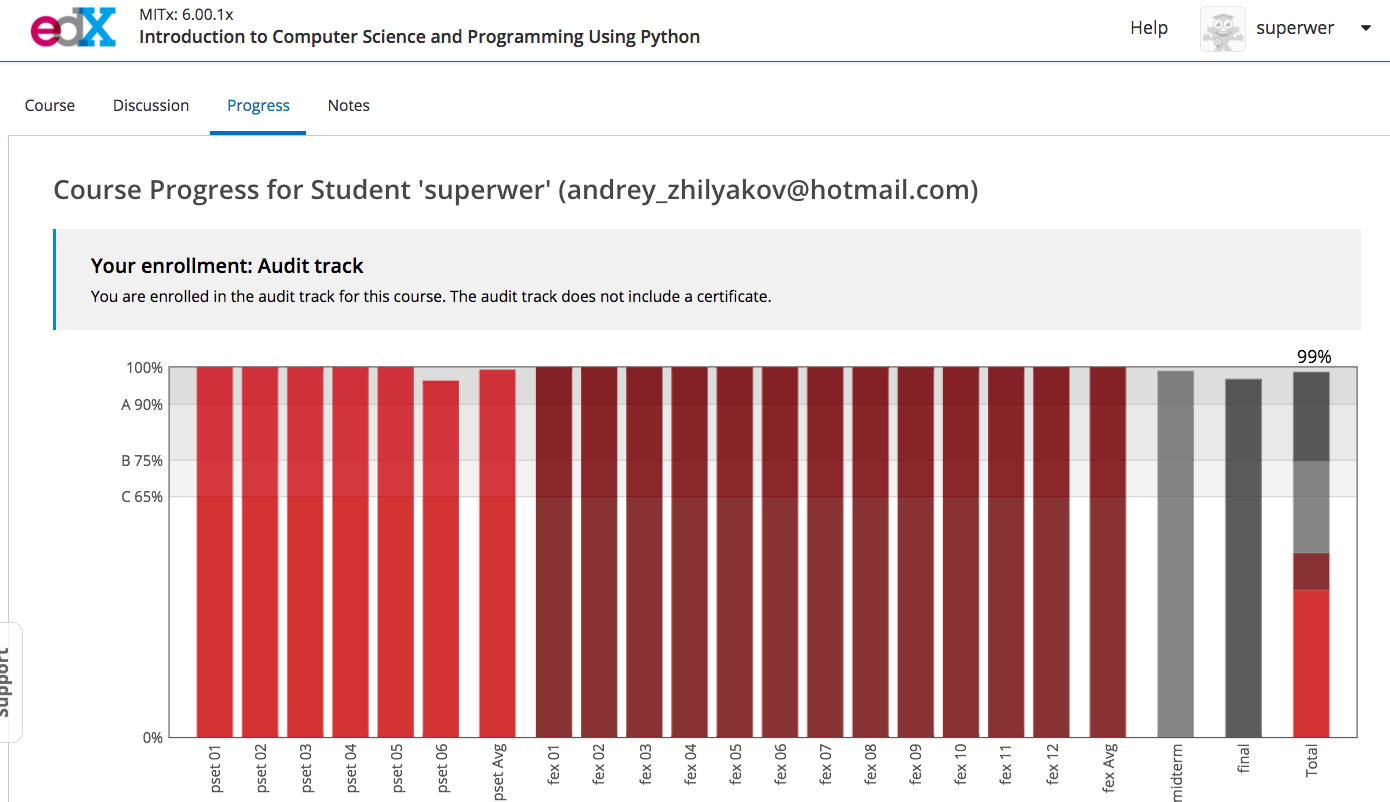 edX
MITx: 6.00.1x
Introduction to Computer Science and Programming Using Python
Help
superwer
Course
Discussion
Progress
Notes
Course Progress for Student 'superwer' (andrey_zhilyakov@hotmail.com)
Your enrollment: Audit track
You are enrolled in the audit track for this course. The audit track does not include a certificate.
99%
100%
A 90%
B 75%
C 65%
0%
Support
pset 01
pset 02
pset 03
pset 04
pset 05
pset 06
pset Avg
fex 01
fex 02
fex 03
fex 04
fex 05
fex 06
fex 07
fex 08
fex 09
fex 10
fex 11
fex 12
fex Avg
midterm
final
Total